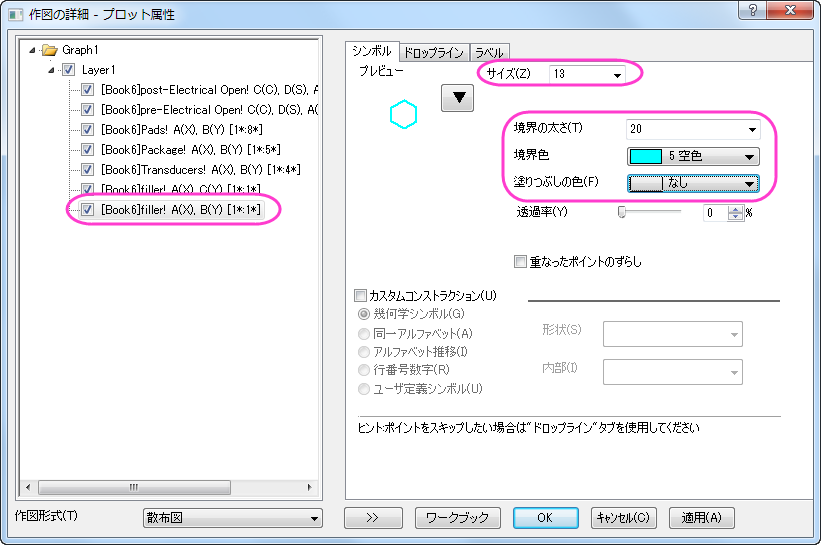 作図の詳細 - プロット属性
Graph1
Layer1
[Book6]post-Electrical Open! C(C), D(S), A
[Book6]pre-Electrical Open! C(C), D(S), A(
[Book6]Pads! A(X), B(Y) [1*:8*]
[Book6]Package! A(X), B(Y) [1*:5*]
[Book6]Transducers! A(X), B(Y) [1*:4*]
[Book6]filler! A(X), C(Y) [1*:1*]
[Book6]filler! A(X), B(Y) [1*:1*]
作図形式(T)
散布図
シンボル
ドロップライン
ラベル
プレビュー
サイズ(Z)
13
境界の太さ(T)
20
境界色
5 空色
塗りつぶしの色(F)
なし
透過率(Y)
0
%
重なったポイントのずらし
カスタムコンストラクション(U)
幾何学シンボル(G)
同一アルファベット(A)
アルファベット推移(I)
行番号数字(R)
ユーザ定義シンボル(U)
形状(S)
内部(I)
ヒント:ポイントをスキップしたい場合は"ドロップライン"タブを使用してください
>>
ワークブック
OK
キャンセル(C)
適用(A)